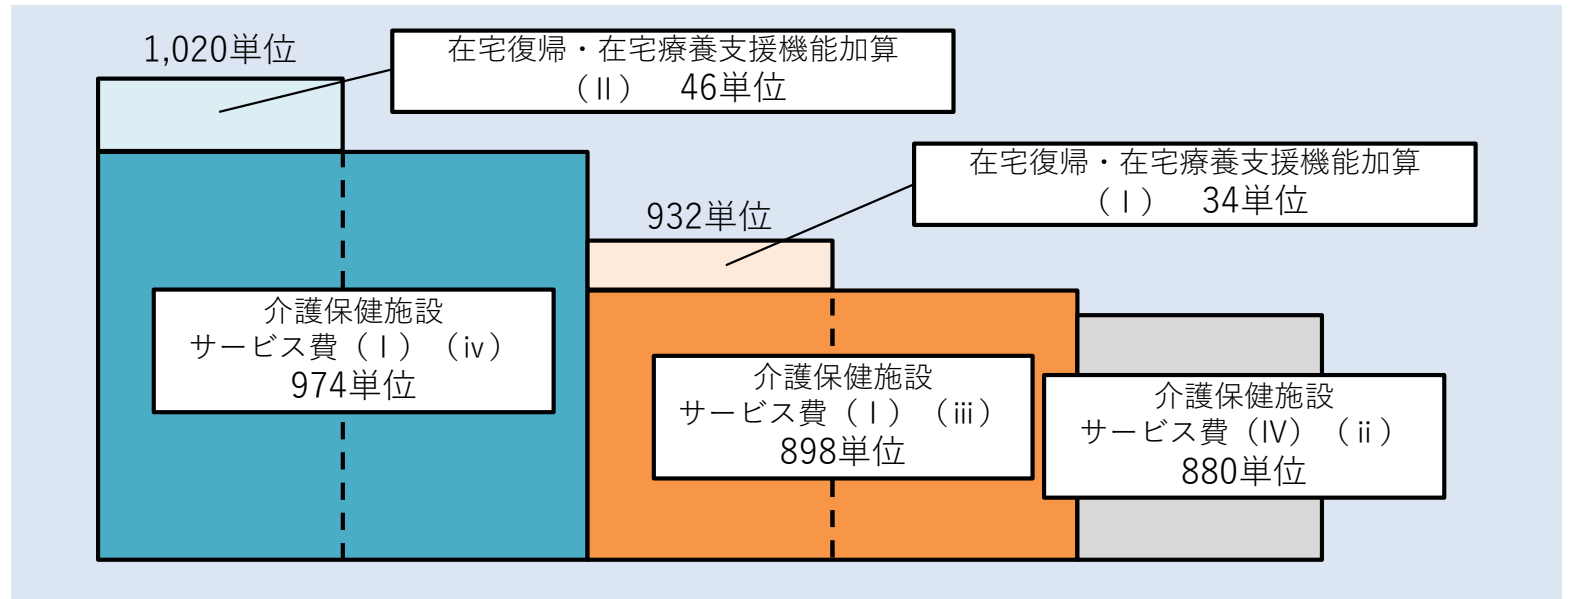 1,020単位
在宅復帰・在宅療養支援機能加算
（Ⅱ）　46単位
932単位
在宅復帰・在宅療養支援機能加算
（Ⅰ）　34単位
介護保健施設
サービス費（Ⅰ）（ⅳ）
974単位
介護保健施設
サービス費（Ⅰ）（ⅲ）
898単位
介護保健施設
サービス費（Ⅳ）（ⅱ）
880単位